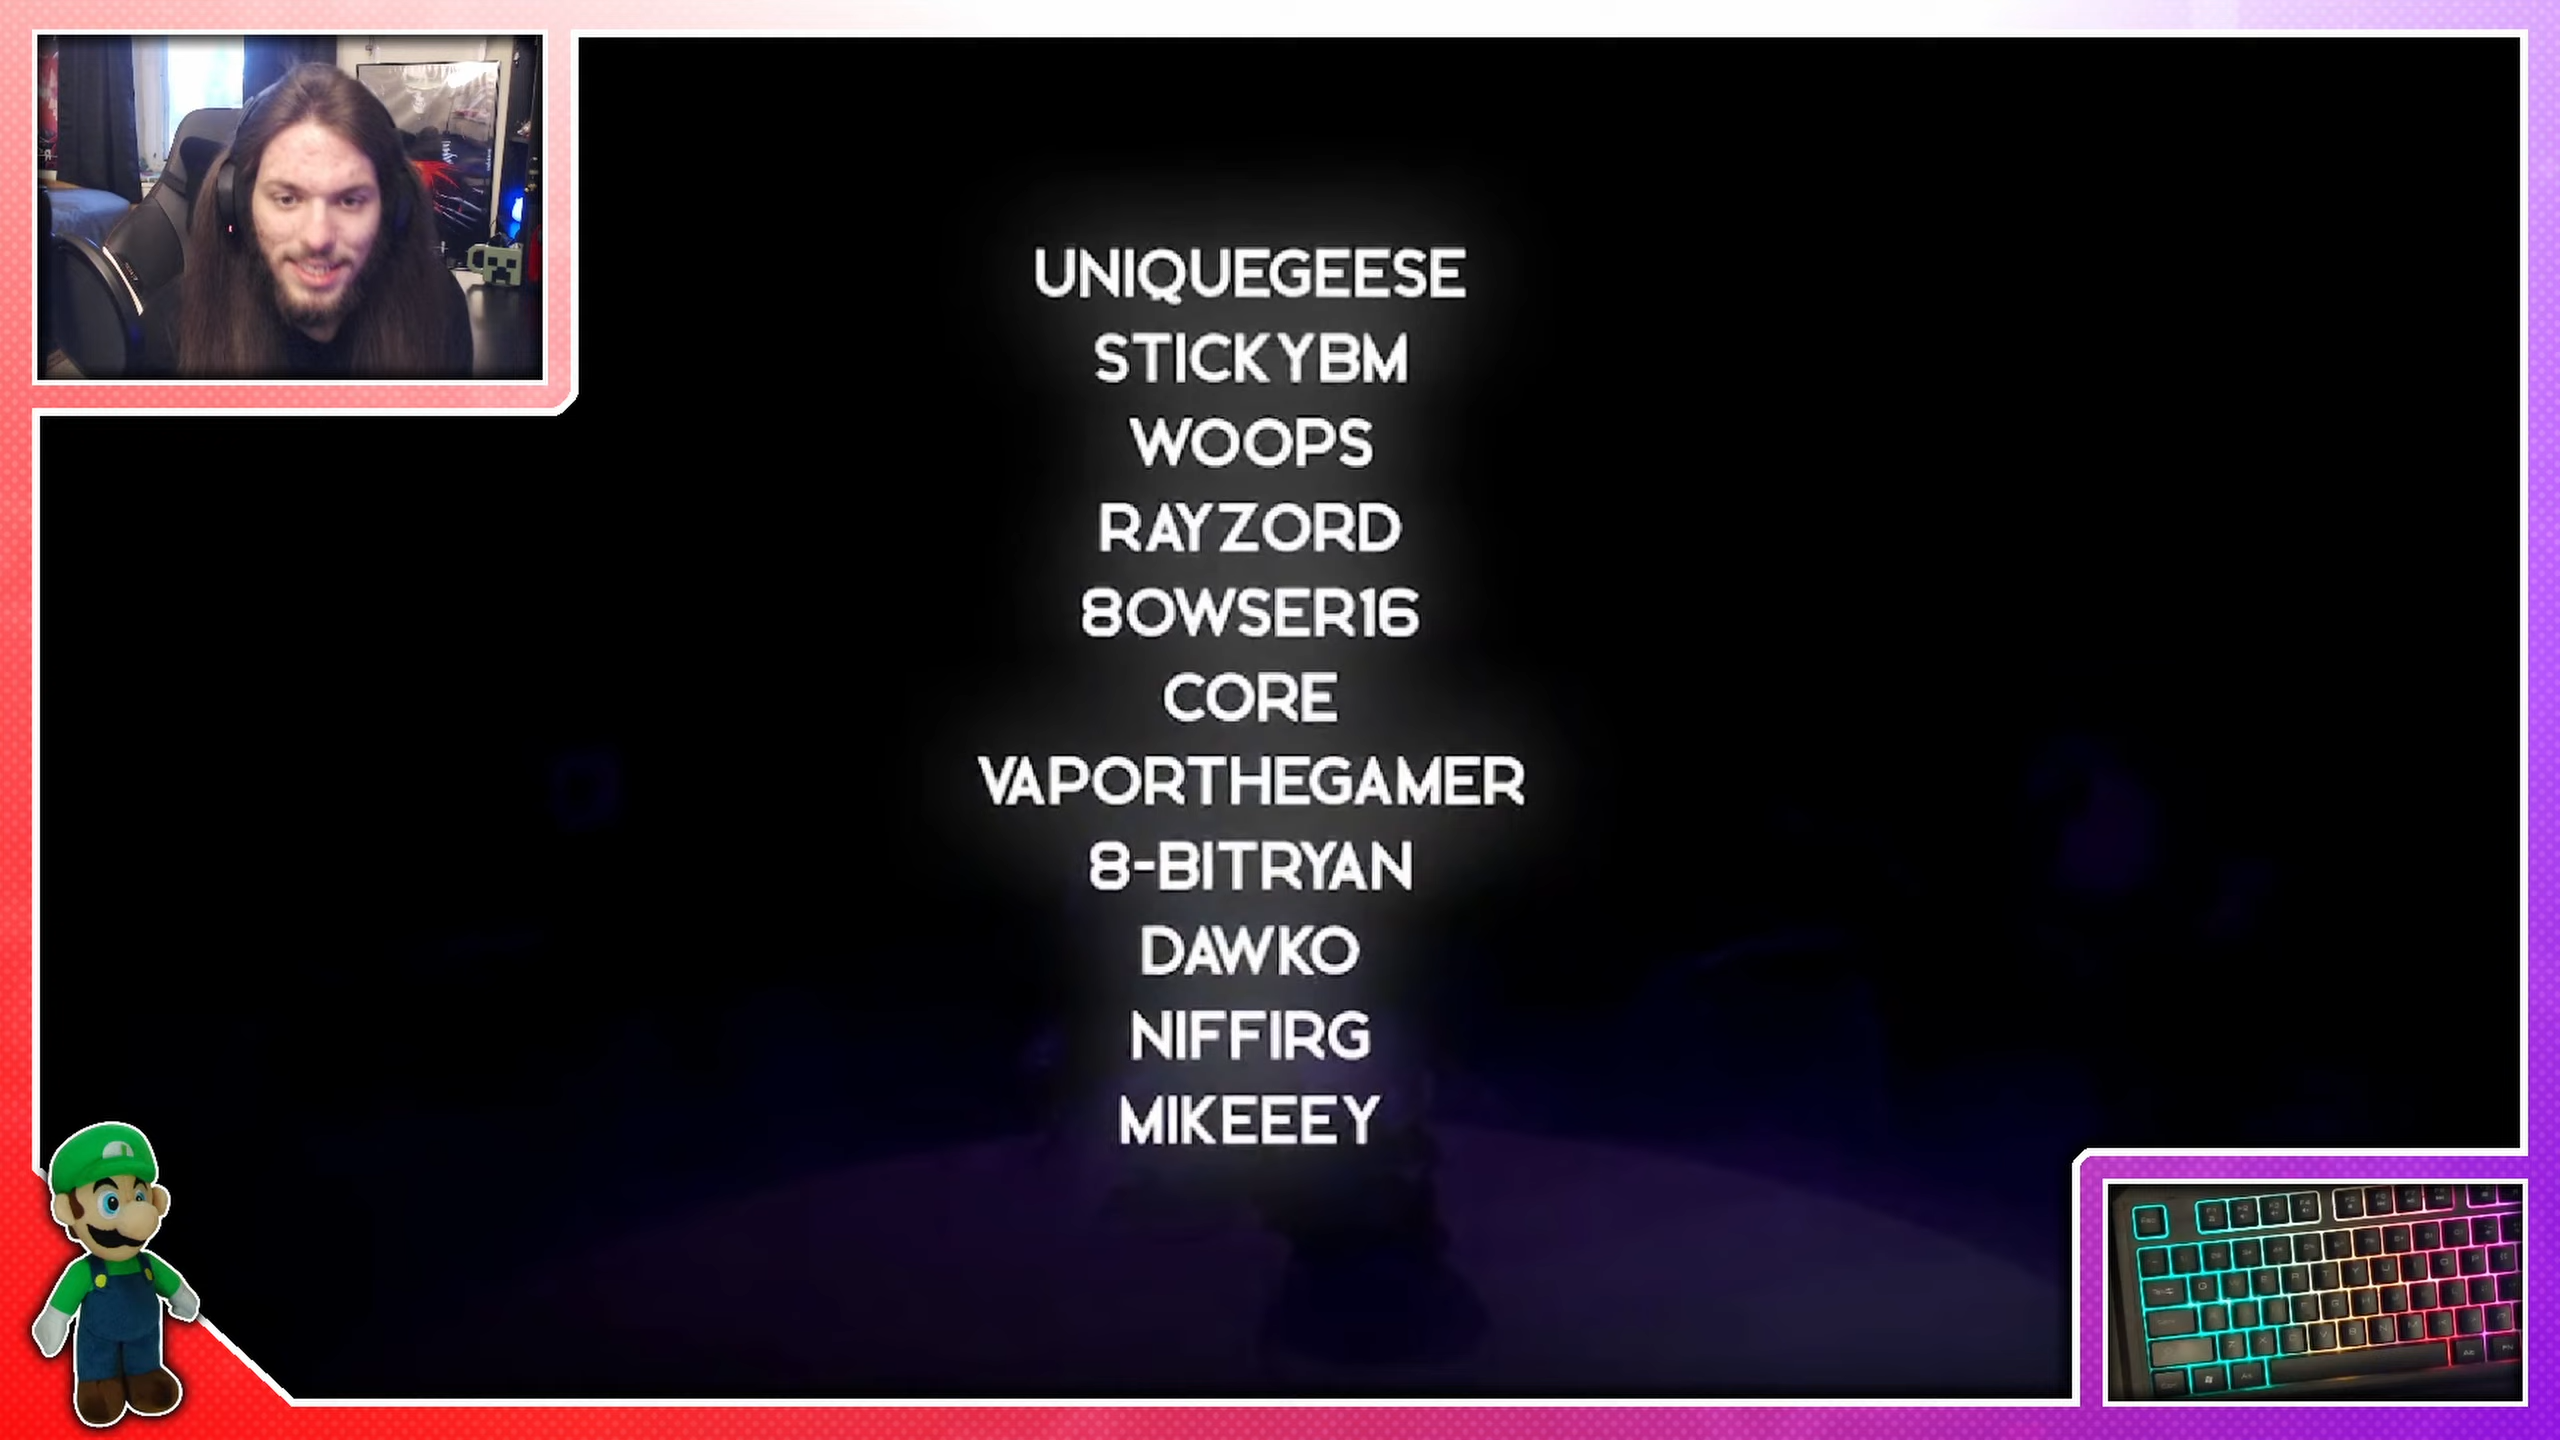 UNIQUEGEESE
STICKYBM
WOOPS
RAYZORD
8OWSER16
CORE
VAPORTHEGAMER
8-BITRYAN
DAWKO
NIFFIRG
MIKEEEY